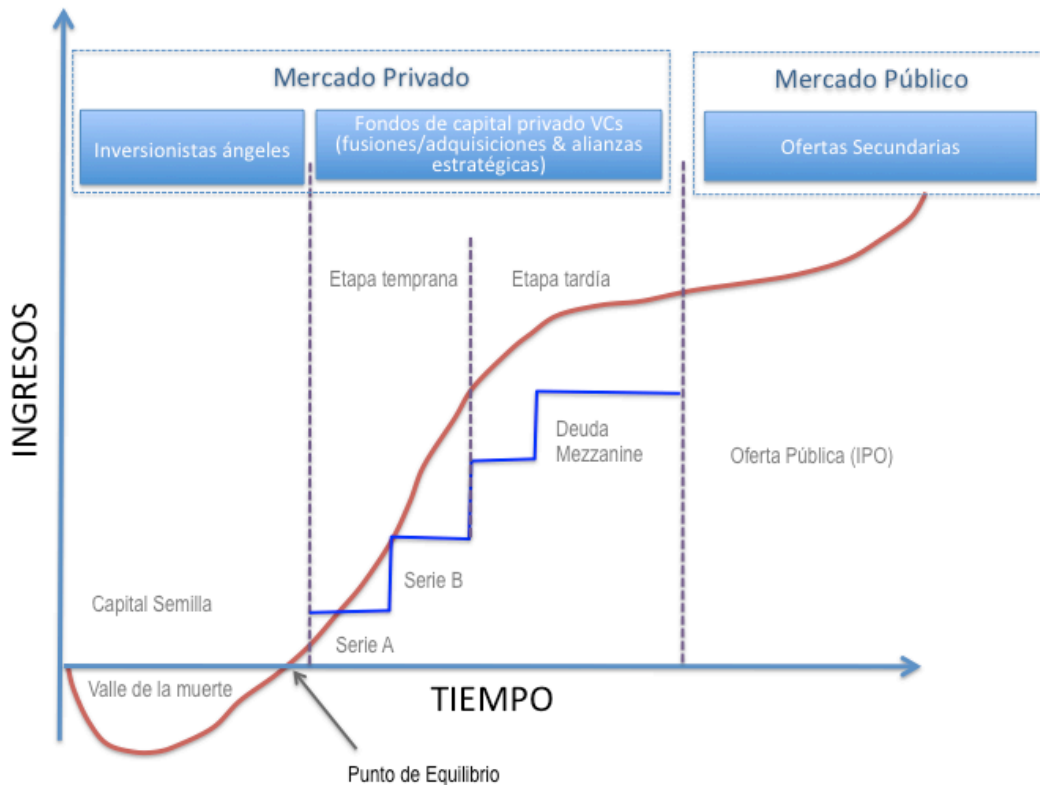 Mercado Privado
Mercado Público
Inversionistas ángeles
Fondos de capital privado VCs
(fusiones/adquisiciones & alianzas
estratégicas)
Ofertas Secundarias
Etapa temprana
Etapa tardía
INGRESOS
Deuda
Mezzanine
Oferta Pública (IPO)
Serie B
Capital Semilla
Serie A
Valle de la muerte
TIEMPO
Punto de Equilibrio